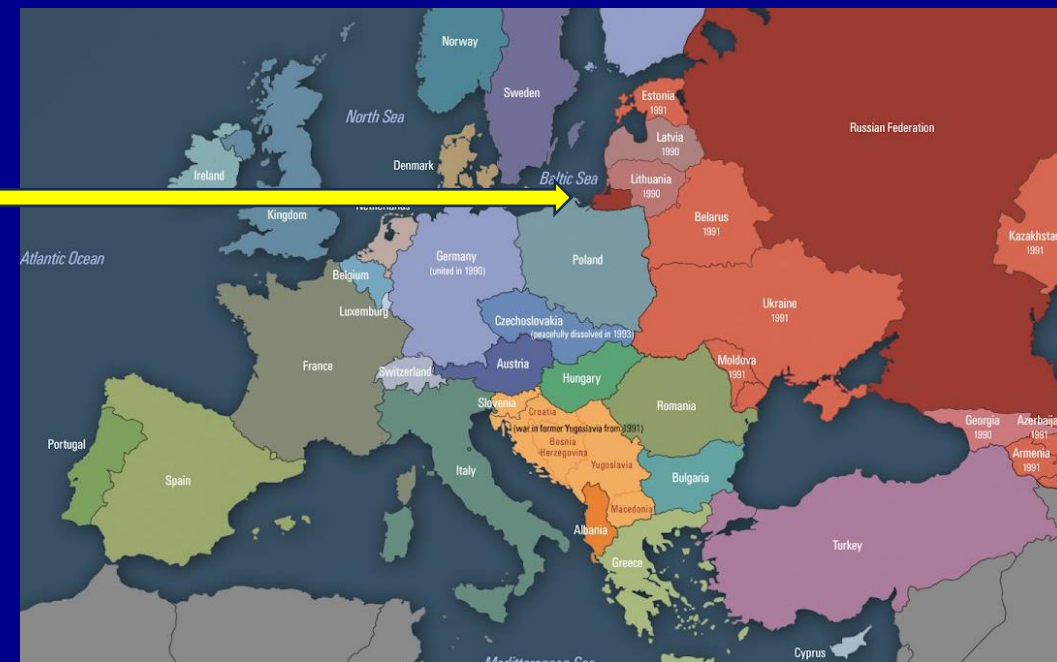 Norway
Sweden
North Sea
Estonia
1991
Russian Federation
Latvia
1990
Denmark
Baltic Sea
Ireland
Lithuania
1990
Kingdom
Belarus
1991
Kazakhstan
1991
Atlantic Ocean
Germany
(united in 1990)
Poland
Belgium
Luxemburg
Ukraine
1991
Czechoslovakia
(peacefully dissolved in 1993)
France
Switzerland
Austria
Hungary
Moldova
1991
Slovenia
Croatia
Romania
(war in former Yugoslavia from 1991)
Georgia
1990
Azerbaija
1991
Portugal
Bosnia
-Herzegovina
Yugoslavia
Armenia
1991
Spain
Italy
Bulgaria
Macedonia
Albania
Greece
Turkey
Cyprus